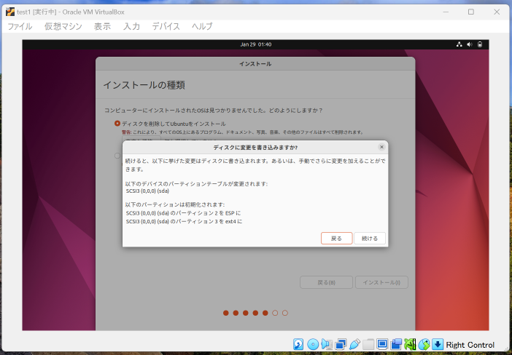 test1 [実行中] - Oracle VM VirtualBox
ファイル 仮想マシン 表示 入力 デバイス ヘルプ
Jan 29 01:40
インストール
インストールの種類
コンピューターにインストールされたOSは見つかりませんでした。どのようにしますか？
ディスクを削除してUbuntuをインストール
警告: これにより、すべてのOS上にあるプログラム、ドキュメント、写真、音楽、その他のファイルはすべて削除されます。
ディスクに変更を書き込みますか?
続けると、以下に挙げた変更はディスクに書き込まれます。あるいは、手動でさらに変更を加えることができます。
以下のデバイスのパーティションテーブルが変更されます:
SCSI3 (0,0,0) (sda)
以下のパーティションは初期化されます:
SCSI3 (0,0,0) (sda) のパーティション 2 を ESP に
SCSI3 (0,0,0) (sda) のパーティション 3 を ext4 に
戻る 続ける
戻る(B) インストール(I)
Right Control